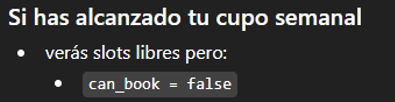 Si has alcanzado tu cupo semanal
• verás slots libres pero:
• can_book = false